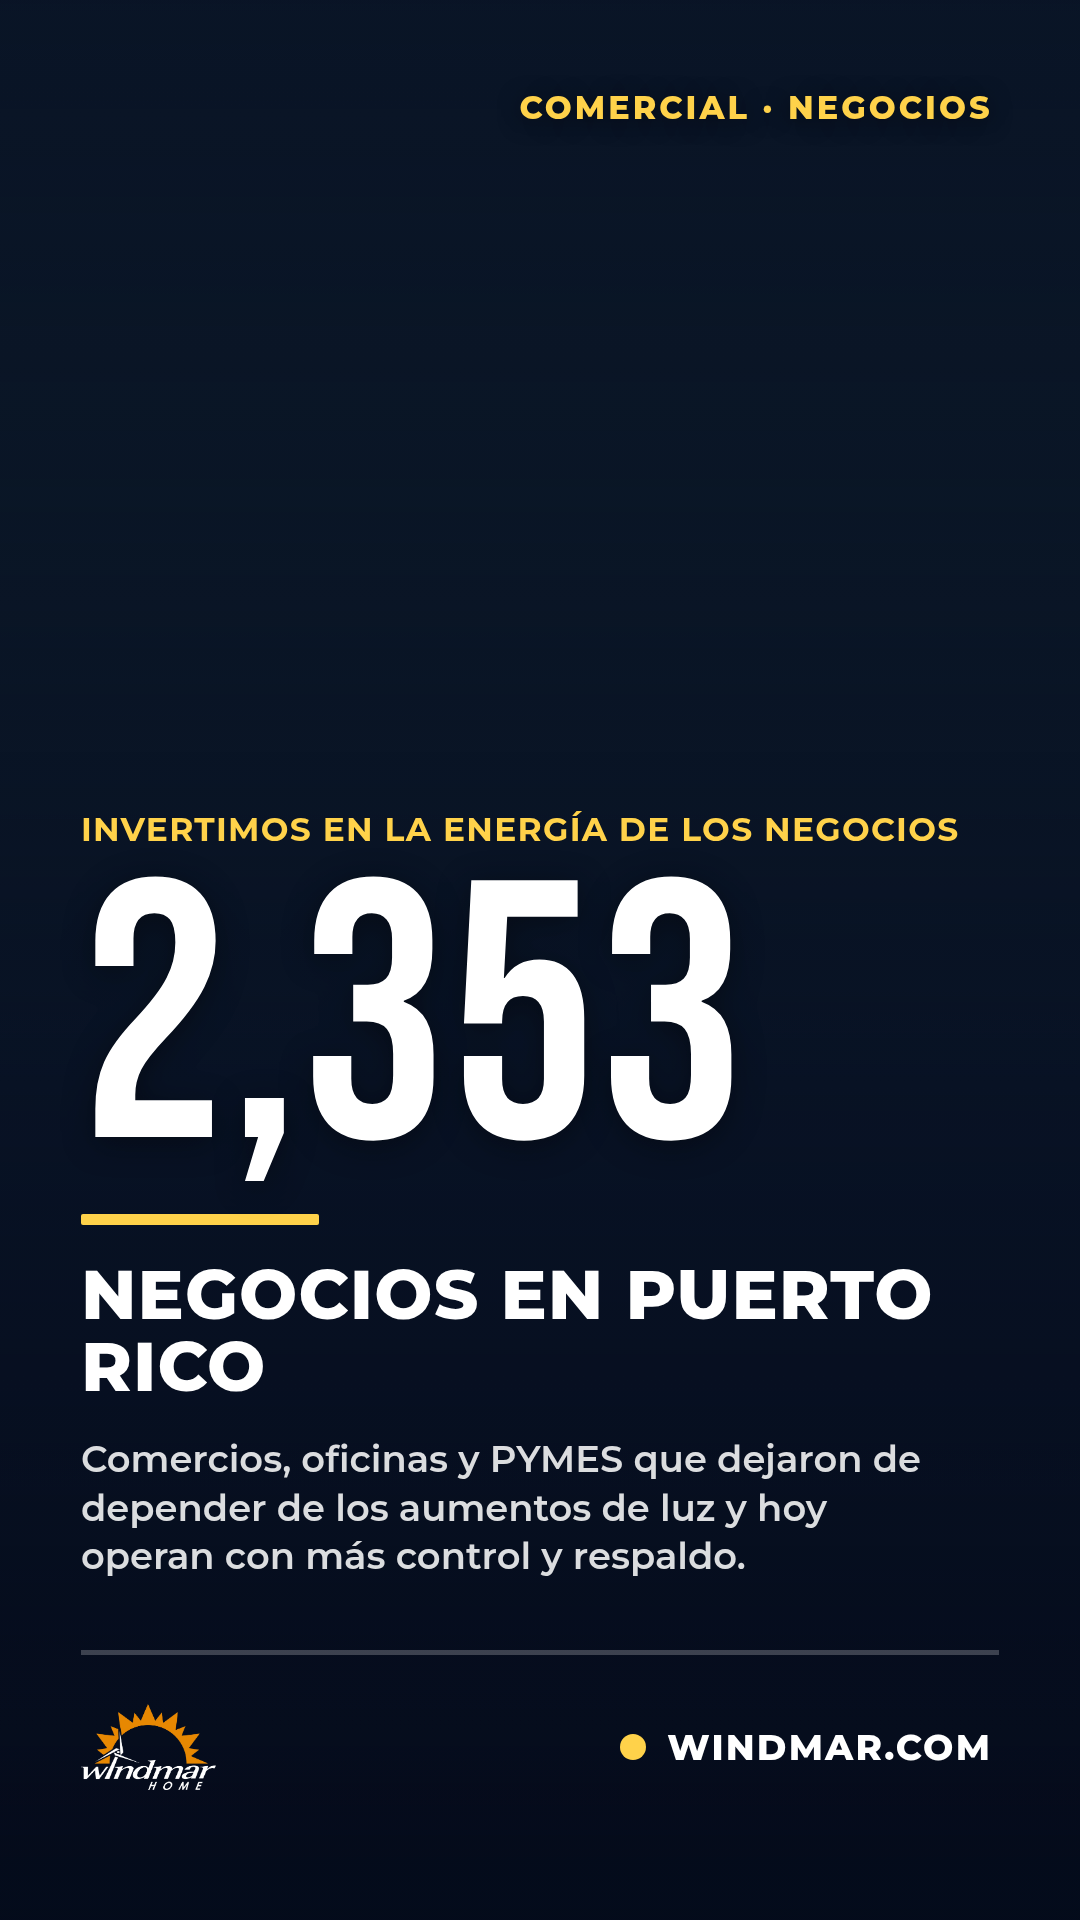 COMERCIAL · NEGOCIOS
INVERTIMOS EN LA ENERGÍA DE LOS NEGOCIOS
2,353
NEGOCIOS EN PUERTO
RICO
Comercios, oficinas y PYMES que dejaron de
depender de los aumentos de luz y hoy
operan con más control y respaldo.
windmar
HOME
WINDMAR.COM